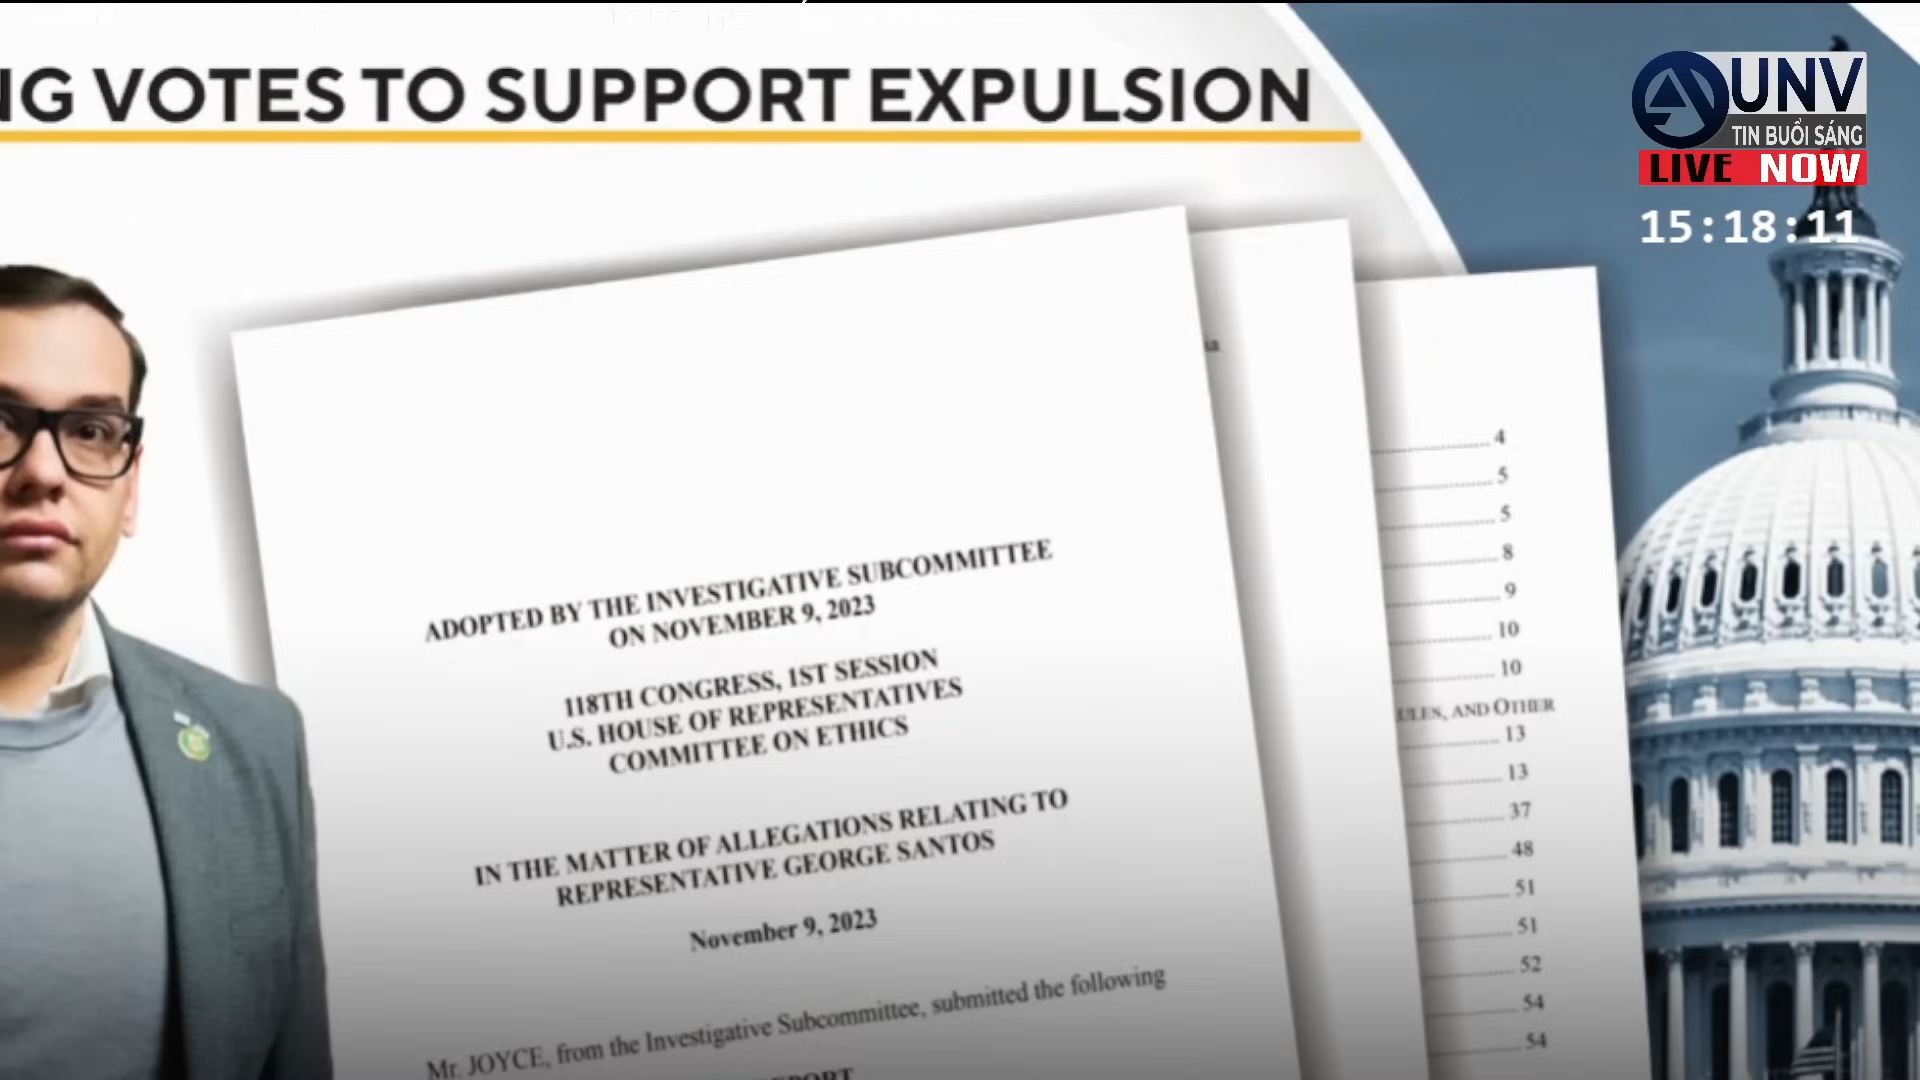 NG VOTES TO SUPPORT EXPULSION
UNV
TIN BUỔI SÁNG
LIVE NOW
15:18:11
ADOPTED BY THE INVESTIGATIVE SUBCOMMITTEE
ON NOVEMBER 9, 2023
118TH CONGRESS, 1ST SESSION
U.S. HOUSE OF REPRESENTATIVES
COMMITTEE ON ETHICS
IN THE MATTER OF ALLEGATIONS RELATING TO
REPRESENTATIVE GEORGE SANTOS
November 9, 2023
Mr. JOYCE, from the Investigative Subcommittee, submitted the following
4
5
5
8
9
10
10
ULES, AND OTHER
13
13
37
48
51
51
52
54
54